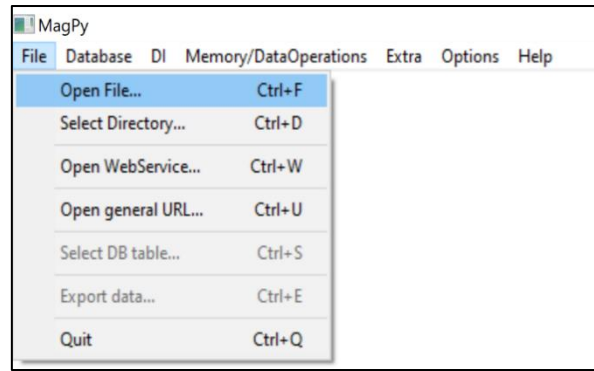 MagPy
File Database DI Memory/DataOperations Extra Options Help
Open File... Ctrl+F
Select Directory... Ctrl+D
Open WebService... Ctrl+W
Open general URL... Ctrl+U
Select DB table... Ctrl+S
Export data... Ctrl+E
Quit Ctrl+Q